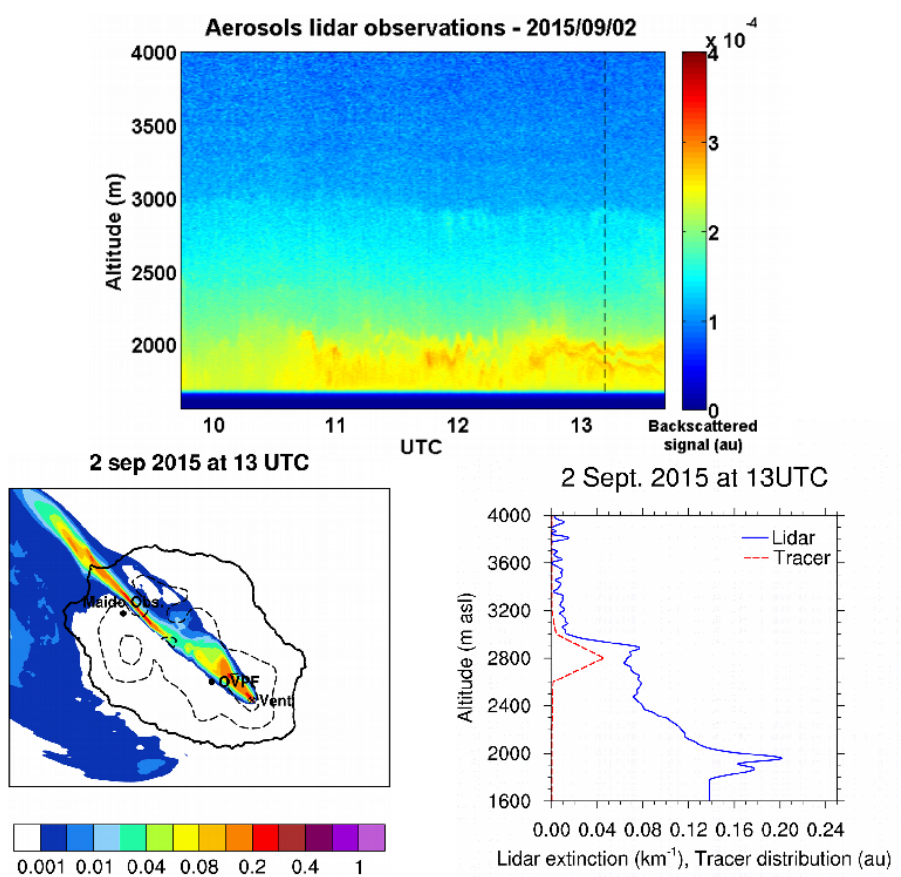 Aerosols lidar observations - 2015/09/02
x 10
-4
4000
3500
3000
2500
2000
Altitude (m)
4
3
2
1
0
10 11 12 13
UTC
Backscattered
signal (au)
2 sep 2015 at 13 UTC
Maido Obs.
OVPF
Vent
0.001 0.01 0.04 0.08 0.2 0.4 1
2 Sept. 2015 at 13UTC
4000
3600
3200
2800
2400
2000
1600
Altitude (m asl)
Lidar
Tracer
0.00 0.04 0.08 0.12 0.16 0.20 0.24
Lidar extinction (km-1), Tracer distribution (au)